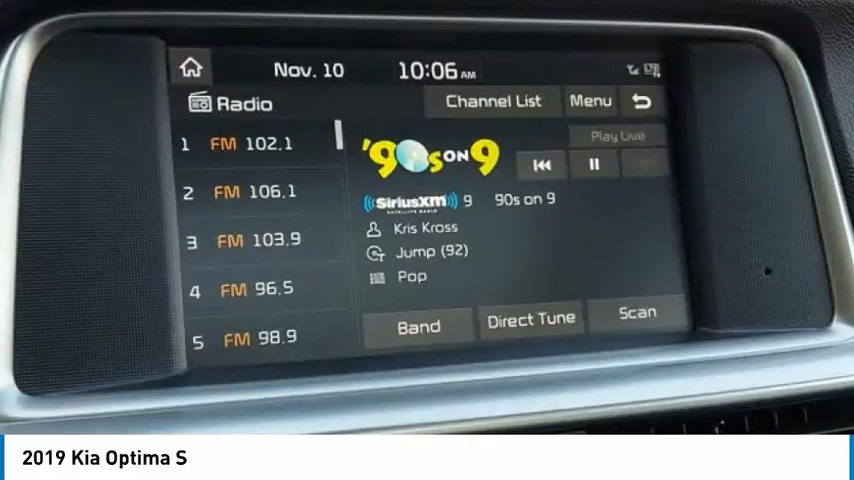 Nov. 10 10:06 AM
Radio Channel List Menu
Play Live
1 FM 102.1
2 FM 106.1
3 FM 103.9
4 FM 96.5
5 FM 98.9
'90s ON 9
SiriusXM 9 90s on 9
SATELLITE RADIO
Kris Kross
Jump (92)
Pop
Band Direct Tune Scan
2019 Kia Optima S